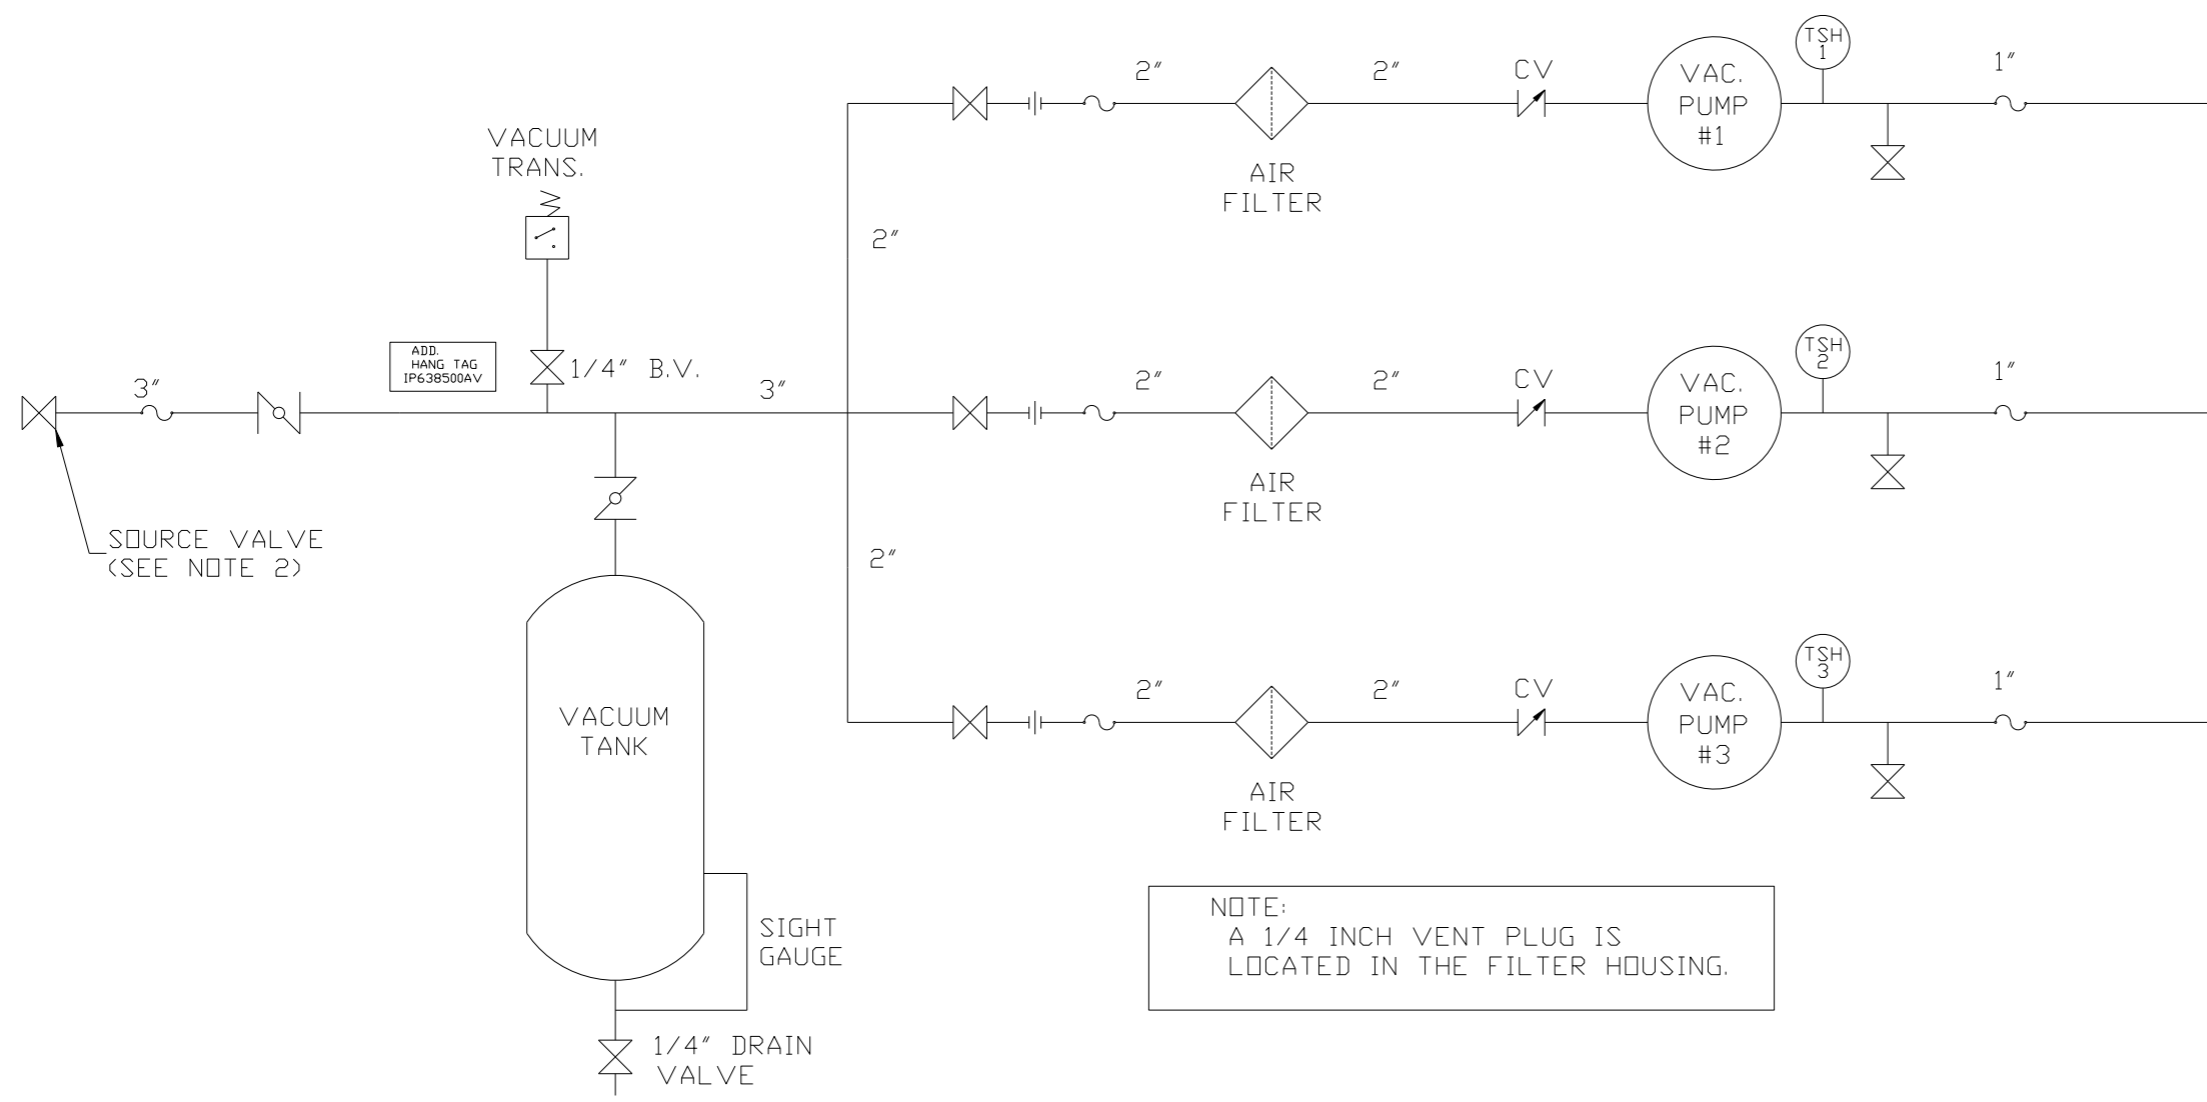 TSH
1
VAC.
PUMP
#1
2"
2"
CV
1"
AIR
FILTER
VACUUM
TRANS.
2"
ADD.
HANG TAG
IP638500AV
1/4" B.V.
3"
3"
TSH
2
VAC.
PUMP
#2
2"
2"
CV
1"
AIR
FILTER
SOURCE VALVE
(SEE NOTE 2)
2"
TSH
3
VAC.
PUMP
#3
2"
2"
CV
1"
AIR
FILTER
VACUUM
TANK
SIGHT
GAUGE
1/4" DRAIN
VALVE
NOTE:
A 1/4 INCH VENT PLUG IS
LOCATED IN THE FILTER HOUSING.